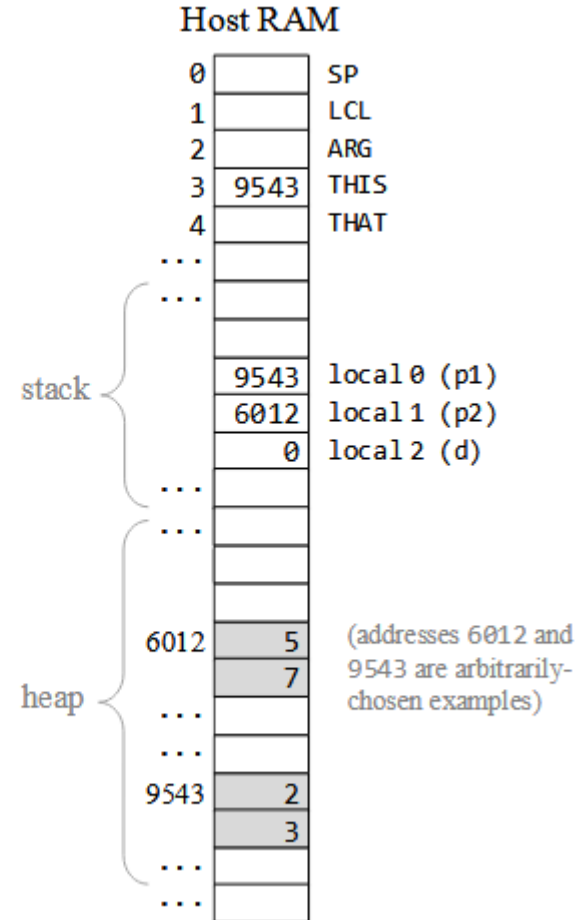 Host RAM
0 SP
1 LCL
2 ARG
3 9543 THIS
4 THAT
...
...
stack
9543 local 0 (p1)
6012 local 1 (p2)
0 local 2 (d)
...
...
6012 5 (addresses 6012 and
7 9543 are arbitrarily-
chosen examples)
heap
...
...
9543 2
3
...
...